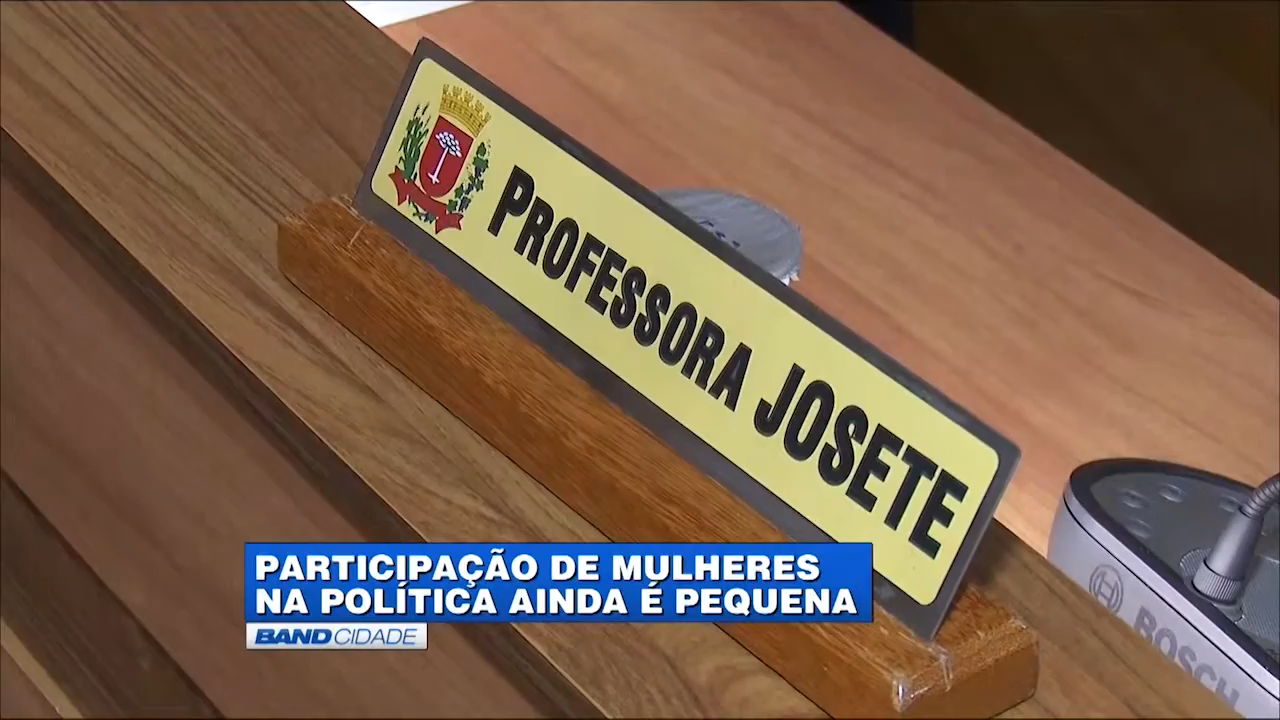 PROFESSORA JOSETE
PARTICIPAÇÃO DE MULHERES
NA POLÍTICA AINDA É PEQUENA
BAND CIDADE
BOSCH